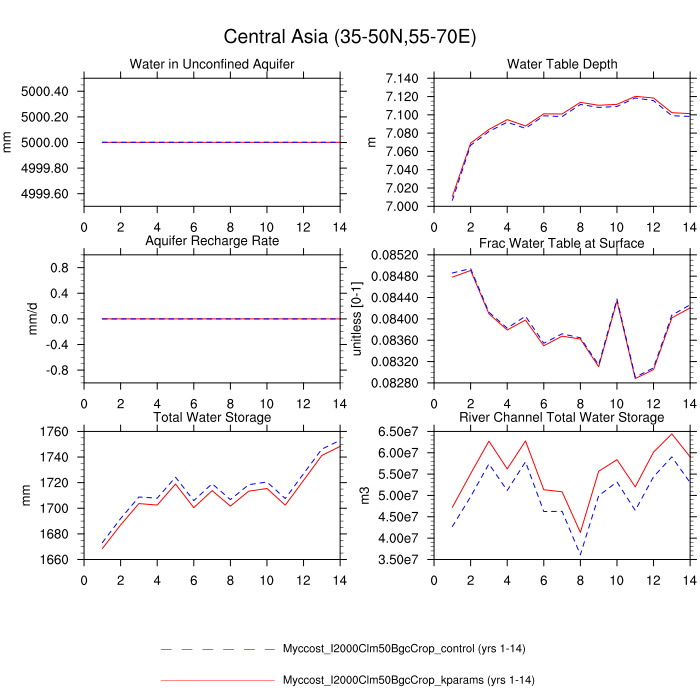 Central Asia (35-50N,55-70E)
Water in Unconfined Aquifer
5000.40
5000.20
5000.00
4999.80
4999.60
mm
0 2 4 6 8 10 12 14
Water Table Depth
7.140
7.120
7.100
7.080
7.060
7.040
7.020
7.000
m
0 2 4 6 8 10 12 14
Aquifer Recharge Rate
0.8
0.4
0.0
-0.4
-0.8
mm/d
0 2 4 6 8 10 12 14
Frac Water Table at Surface
0.08520
0.08480
0.08440
0.08400
0.08360
0.08320
0.08280
unitless [0-1]
0 2 4 6 8 10 12 14
Total Water Storage
1760
1740
1720
1700
1680
1660
mm
0 2 4 6 8 10 12 14
River Channel Total Water Storage
6.50e7
6.00e7
5.50e7
5.00e7
4.50e7
4.00e7
3.50e7
m3
0 2 4 6 8 10 12 14
Myccost_I2000Clm50BgcCrop_control (yrs 1-14)
Myccost_I2000Clm50BgcCrop_kparams (yrs 1-14)